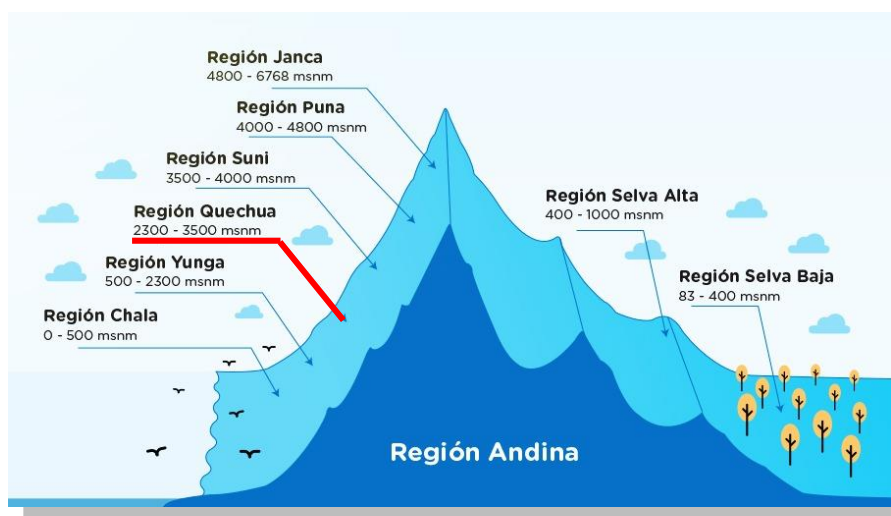 Región Janca
4800 - 6768 msnm
Región Puna
4000 - 4800 msnm
Región Suni
3500 - 4000 msnm
Región Quechua
2300 - 3500 msnm
Región Yunga
500 - 2300 msnm
Región Chala
0 - 500 msnm
Región Selva Alta
400 - 1000 msnm
Región Selva Baja
83 - 400 msnm
Región Andina